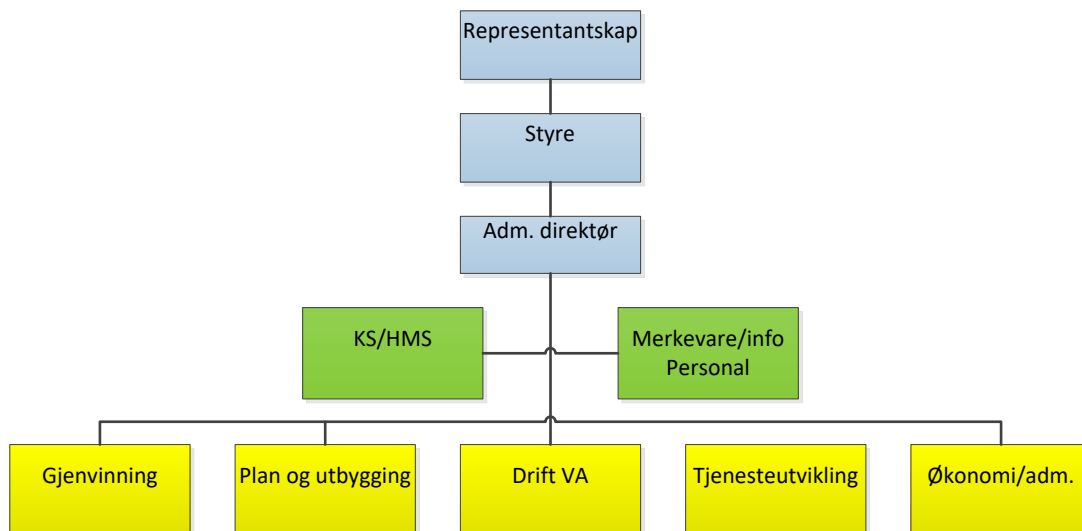 Representantskap
Styre
Adm. direktør
KS/HMS
Merkevare/info
Personal
Gjenvinning
Plan og utbygging
Drift VA
Tjenesteutvikling
Økonomi/adm.